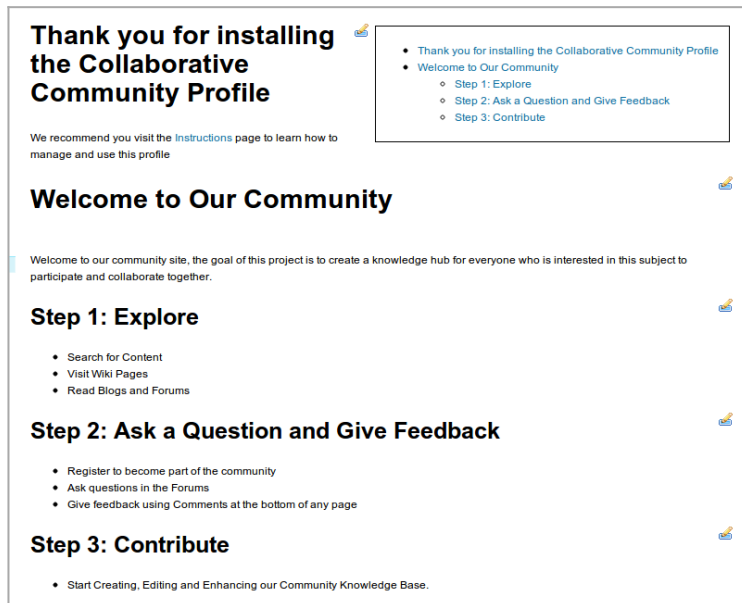 Thank you for installing
the Collaborative
Community Profile
We recommend you visit the Instructions page to learn how to
manage and use this profile
Thank you for installing the Collaborative Community Profile
Welcome to Our Community
Step 1: Explore
Step 2: Ask a Question and Give Feedback
Step 3: Contribute
Welcome to Our Community
Welcome to our community site, the goal of this project is to create a knowledge hub for everyone who is interested in this subject to
participate and collaborate together.
Step 1: Explore
Search for Content
Visit Wiki Pages
Read Blogs and Forums
Step 2: Ask a Question and Give Feedback
Register to become part of the community
Ask questions in the Forums
Give feedback using Comments at the bottom of any page
Step 3: Contribute
Start Creating, Editing and Enhancing our Community Knowledge Base.